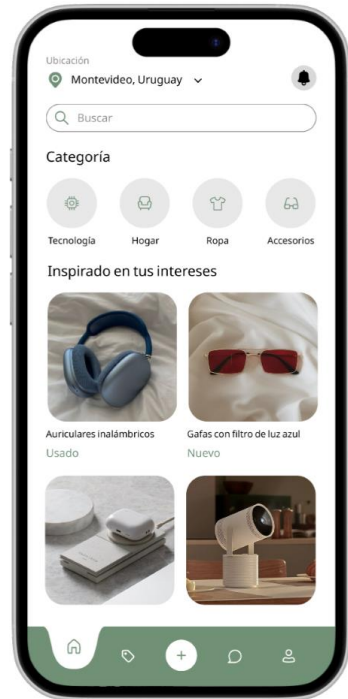 Ubicación
Montevideo, Uruguay
Buscar
Categoría
Tecnología Hogar Ropa Accesorios
Inspirado en tus intereses
Auriculares inalámbricos Gafas con filtro de luz azul
Usado Nuevo